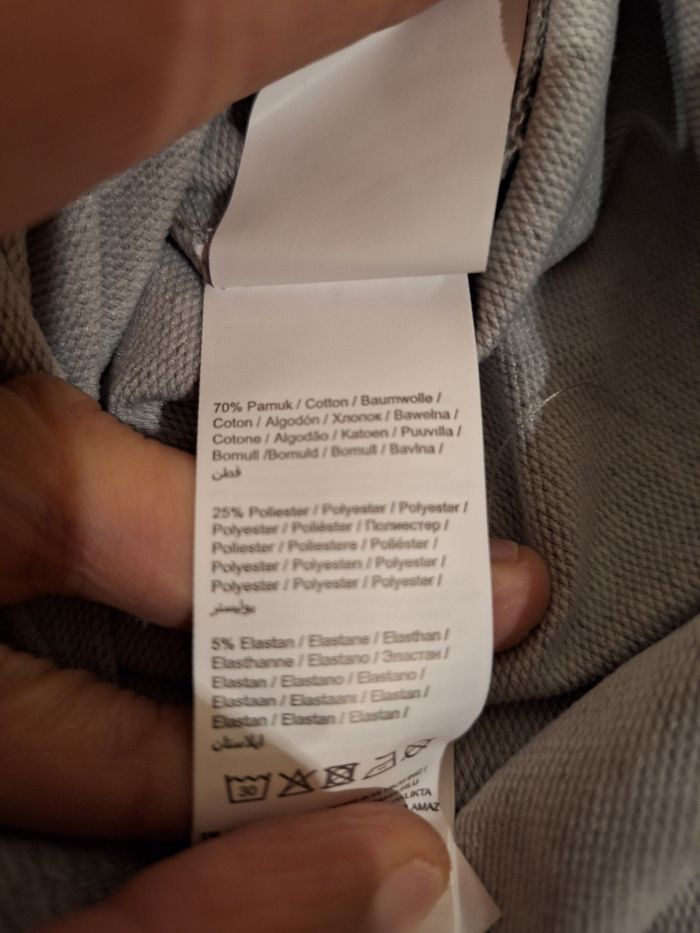 70% Pamuk / Cotton / Baumwolle /
Coton / Algodón / Хлопок / Bawełna /
Cotone / Algodão / Katoen / Puuvilla /
Bomull /Bomuld / Bomull / Bavlna /
قطن
25% Poliester / Polyester / Polyester /
Polyester / Poliéster / Полиестер /
Poliester / Poliestere / Poliéster /
Polyester / Polyesteri / Polyester /
Polyester / Polyester / Polyester /
بوليستر
5% Elastan / Elastane / Elasthan /
Elasthanne / Elastano / Эластан /
Elastan / Elastano / Elastano /
Elastaan / Elastaani / Elastan /
Elastan / Elastan / Elastan /
ايلاستان
30